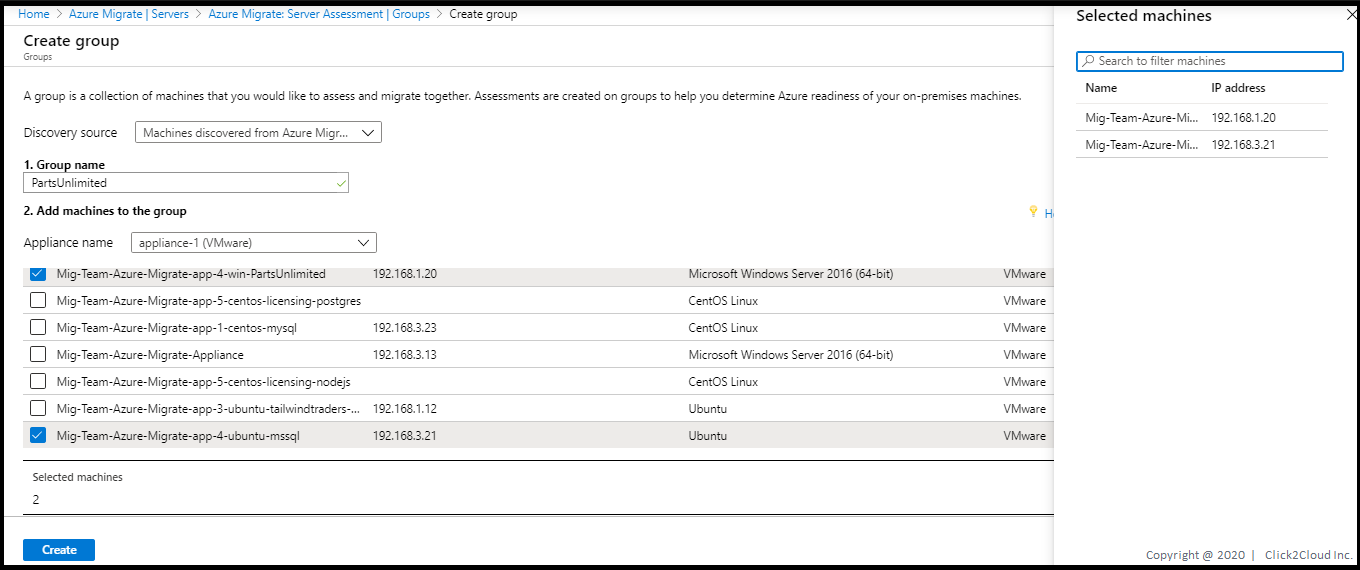 Home > Azure Migrate | Servers > Azure Migrate: Server Assessment | Groups > Create group
Create group
Groups
A group is a collection of machines that you would like to assess and migrate together. Assessments are created on groups to help you determine Azure readiness of your on-premises machines.
Discovery source Machines discovered from Azure Migr...
1. Group name
PartsUnlimited
2. Add machines to the group
Appliance name appliance-1 (VMware)
Mig-Team-Azure-Migrate-app-4-win-PartsUnlimited 192.168.1.20 Microsoft Windows Server 2016 (64-bit) VMware
Mig-Team-Azure-Migrate-app-5-centos-licensing-postgres CentOS Linux VMware
Mig-Team-Azure-Migrate-app-1-centos-mysql 192.168.3.23 CentOS Linux VMware
Mig-Team-Azure-Migrate-Appliance 192.168.3.13 Microsoft Windows Server 2016 (64-bit) VMware
Mig-Team-Azure-Migrate-app-5-centos-licensing-nodejs CentOS Linux VMware
Mig-Team-Azure-Migrate-app-3-ubuntu-tailwindtraders-... 192.168.1.12 Ubuntu VMware
Mig-Team-Azure-Migrate-app-4-ubuntu-mssql 192.168.3.21 Ubuntu VMware
Selected machines
2
Create
Selected machines
Search to filter machines
Name IP address
Mig-Team-Azure-Mi... 192.168.1.20
Mig-Team-Azure-Mi... 192.168.3.21
Copyright @ 2020 | Click2Cloud Inc.